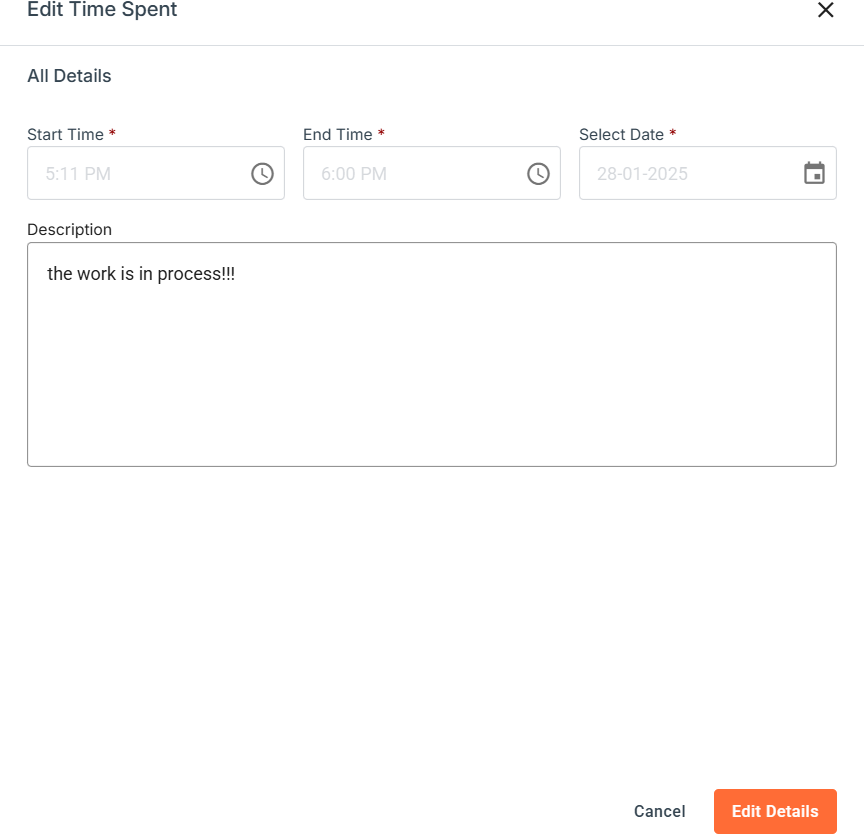 Edit Time Spent
All Details
Start Time * End Time * Select Date *
5:11 PM 6:00 PM 28-01-2025
Description
the work is in process!!!
Cancel Edit Details